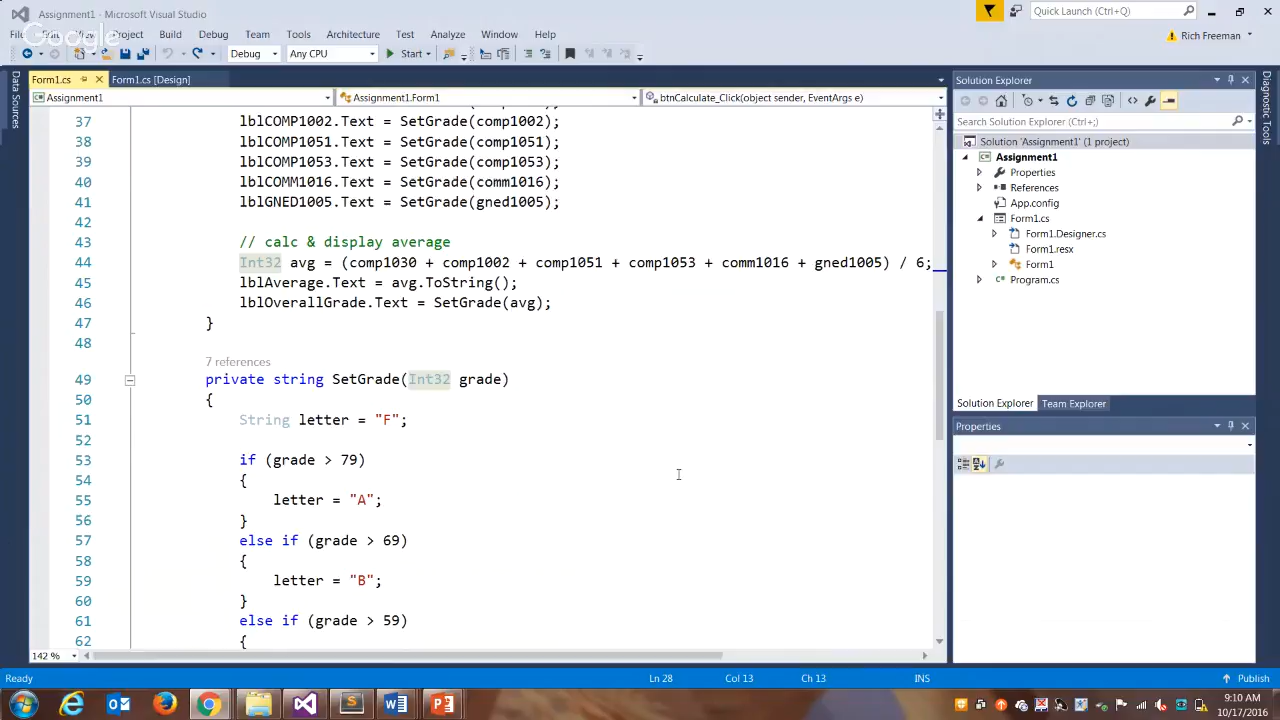 Assignment1 - Microsoft Visual Studio
Quick Launch (Ctrl+Q)
Project Build Debug Team Tools Architecture Test Analyze Window Help
Google
Rich Freeman
Debug Any CPU Start
Data Sources
Form1.cs Form1.cs [Design]
Assignment1 Assignment1.Form1 btnCalculate_Click(object sender, EventArgs e)
37 lblCOMP1002.Text = SetGrade(comp1002);
38 lblCOMP1051.Text = SetGrade(comp1051);
39 lblCOMP1053.Text = SetGrade(comp1053);
40 lblCOMM1016.Text = SetGrade(comm1016);
41 lblGNED1005.Text = SetGrade(gned1005);
42
43 // calc & display average
44 Int32 avg = (comp1030 + comp1002 + comp1051 + comp1053 + comm1016 + gned1005) / 6;
45 lblAverage.Text = avg.ToString();
46 lblOverallGrade.Text = SetGrade(avg);
47 }
48
7 references
49 private string SetGrade(Int32 grade)
50 {
51 String letter = "F";
52
53 if (grade > 79)
54 {
55 letter = "A";
56 }
57 else if (grade > 69)
58 {
59 letter = "B";
60 }
61 else if (grade > 59)
62 {
142 %
Solution Explorer
Search Solution Explorer (Ctrl+;)
Solution 'Assignment1' (1 project)
Assignment1
Properties
References
App.config
Form1.cs
Form1.Designer.cs
Form1.resx
Form1
Program.cs
Solution Explorer Team Explorer
Properties
Diagnostic Tools
Ready Ln 28 Col 13 Ch 13 INS Publish
9:10 AM
10/17/2016